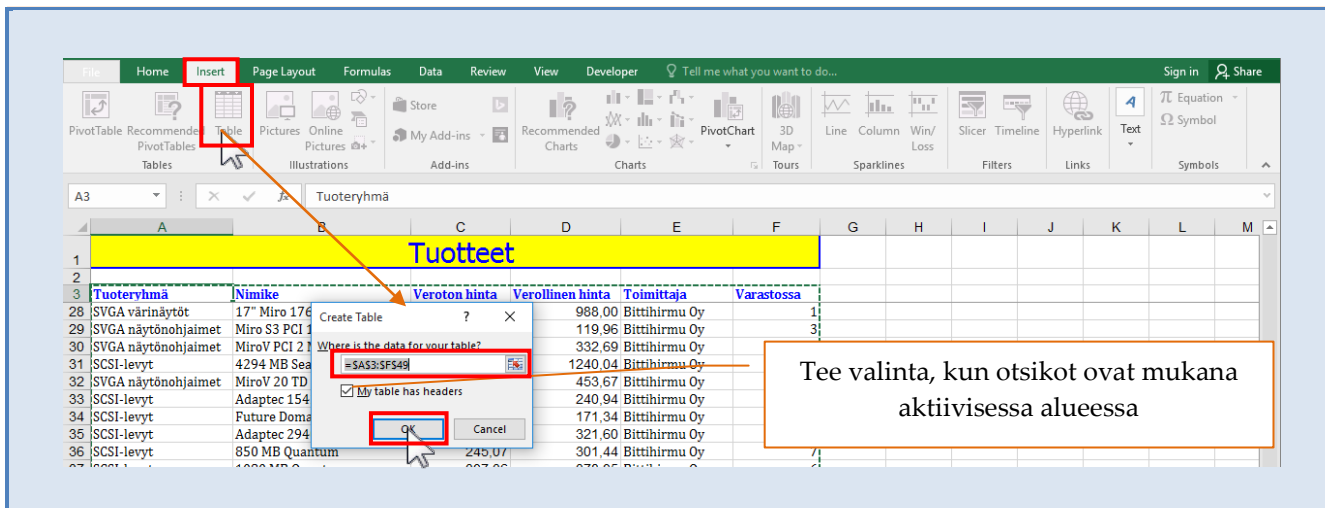 File Home Insert Page Layout Formulas Data Review View Developer Tell me what you want to do... Sign in Share
PivotTable Recommended PivotTables Table
Pictures Online Pictures
Store
My Add-ins
Recommended Charts
PivotChart
3D Map
Line Column Win/Loss
Slicer Timeline
Hyperlink
Text
π Equation
Ω Symbol
Tables Illustrations Add-ins Charts Tours Sparklines Filters Links Symbols
A3 fx Tuoteryhmä
A B C D E F G H I J K L M
1 Tuotteet
2
3 Tuoteryhmä Nimike Veroton hinta Verollinen hinta Toimittaja Varastossa
28 SVGA värinäytöt 17" Miro 176 988,00 Bittihirmu Oy 1
29 SVGA näytönohjaimet Miro S3 PCI 1 119,96 Bittihirmu Oy 3
30 SVGA näytönohjaimet MiroV PCI 2 332,69 Bittihirmu Oy
31 SCSI-levyt 4294 MB Sea 1240,04 Bittihirmu Oy
32 SVGA näytönohjaimet MiroV 20 TD 453,67 Bittihirmu Oy
33 SCSI-levyt Adaptec 154 240,94 Bittihirmu Oy
34 SCSI-levyt Future Doma 171,34 Bittihirmu Oy
35 SCSI-levyt Adaptec 294 321,60 Bittihirmu Oy
36 SCSI-levyt 850 MB Quantum 245,07 301,44 Bittihirmu Oy 7
Create Table ? ×
Where is the data for your table?
=$A$3:$F$49
My table has headers
OK Cancel
Tee valinta, kun otsikot ovat mukana
aktiivisessa alueessa